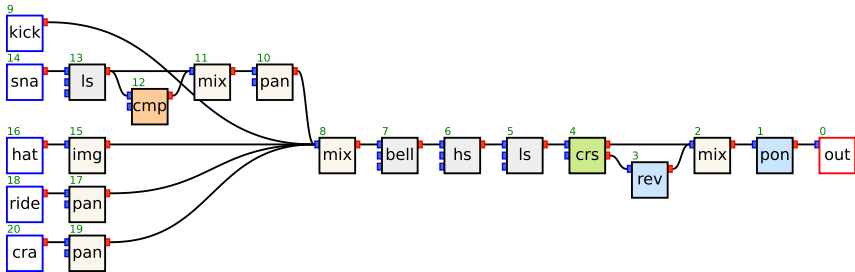 9
kick
14
sna
13
ls
12
cmp
11
mix
10
pan
16
hat
15
img
18
ride
17
pan
20
cra
19
pan
8
mix
7
bell
6
hs
5
ls
4
crs
3
rev
2
mix
1
pon
0
out